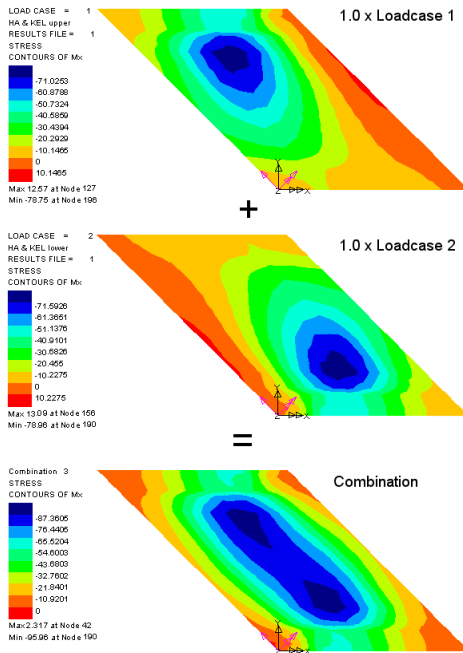 LOAD CASE = 1
HA & KEL upper
RESULTS FILE = 1
STRESS
CONTOURS OF Mx
-71.0253
-60.8788
-60.7324
-40.5859
-30.4394
-20.2929
-10.1465
0
10.1465
Max 12.57 at Node 127
Min -78.75 at Node 196
1.0 x Loadcase 1
Y
Z
X
+
LOAD CASE = 2
HA & KEL lower
RESULTS FILE = 1
STRESS
CONTOURS OF Mx
-71.5926
-61.3651
-51.1376
-40.9101
-30.6826
-20.455
-10.2275
0
10.2275
Max 13.09 at Node 156
Min -78.96 at Node 190
1.0 x Loadcase 2
Y
Z
X
=
Combination 3
STRESS
CONTOURS OF Mx
-87.3605
-76.4405
-65.5204
-54.6003
-43.6803
-32.7602
-21.8401
-10.9201
0
Max 2.317 at Node 42
Min -95.96 at Node 190
Combination
Y
Z
X